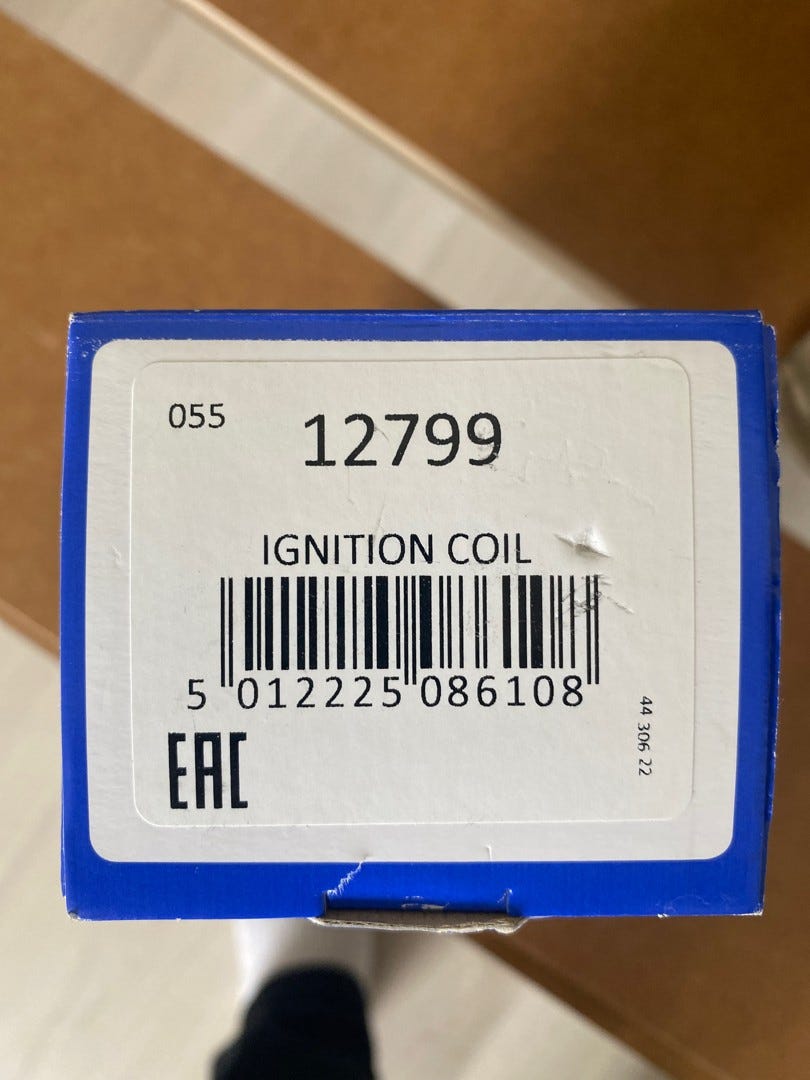 055
12799
IGNITION COIL
5 012225 086108
44 306 22
EAC